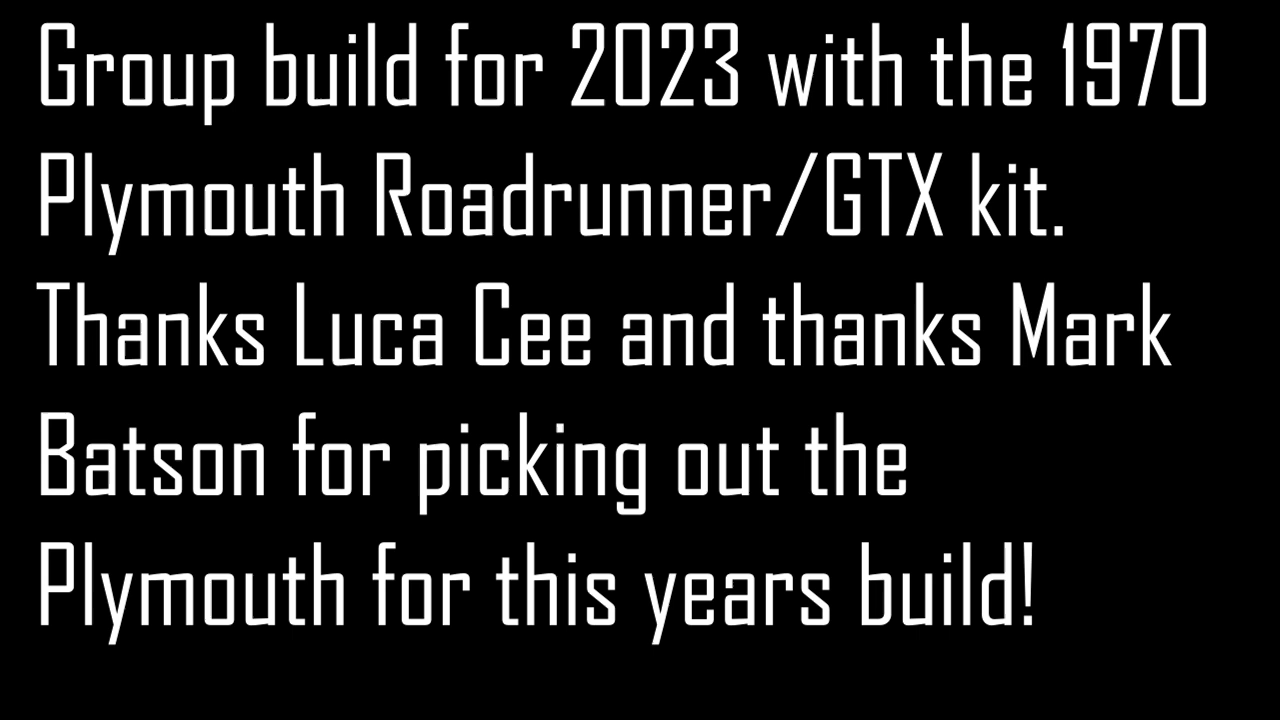 Group build for 2023 with the 1970
Plymouth Roadrunner/GTX kit.
Thanks Luca Cee and thanks Mark
Batson for picking out the
Plymouth for this years build!